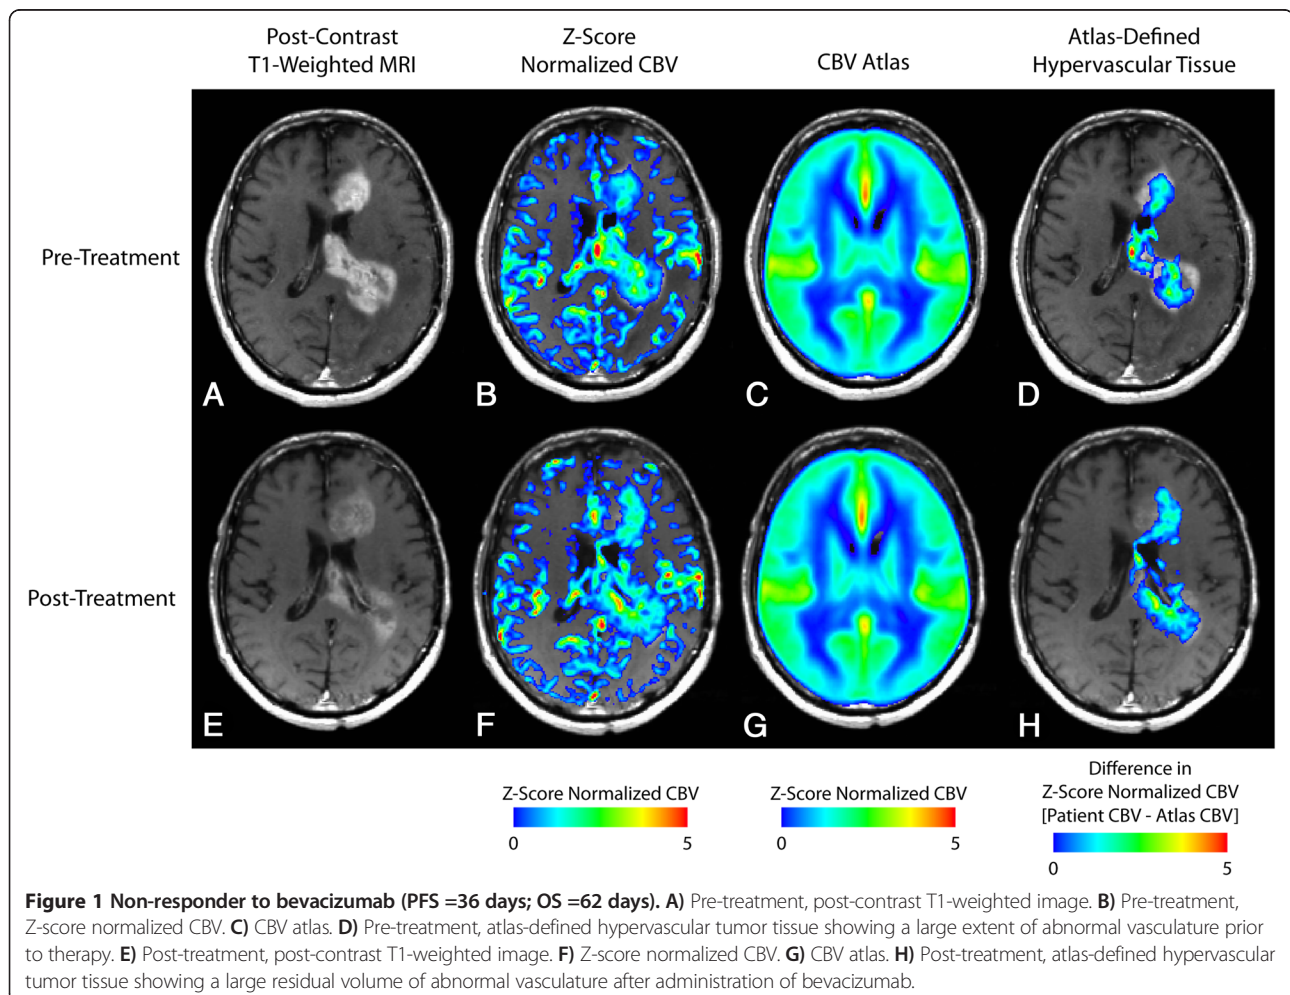 Post-Contrast
T1-Weighted MRI
Z-Score
Normalized CBV
CBV Atlas
Atlas-Defined
Hypervascular Tissue
Pre-Treatment
A
B
C
D
Post-Treatment
E
F
G
H
Z-Score Normalized CBV
0 5
Z-Score Normalized CBV
0 5
Difference in
Z-Score Normalized CBV
[Patient CBV - Atlas CBV]
0 5
Figure 1 Non-responder to bevacizumab (PFS =36 days; OS =62 days). A) Pre-treatment, post-contrast T1-weighted image. B) Pre-treatment,
Z-score normalized CBV. C) CBV atlas. D) Pre-treatment, atlas-defined hypervascular tumor tissue showing a large extent of abnormal vasculature prior
to therapy. E) Post-treatment, post-contrast T1-weighted image. F) Z-score normalized CBV. G) CBV atlas. H) Post-treatment, atlas-defined hypervascular
tumor tissue showing a large residual volume of abnormal vasculature after administration of bevacizumab.